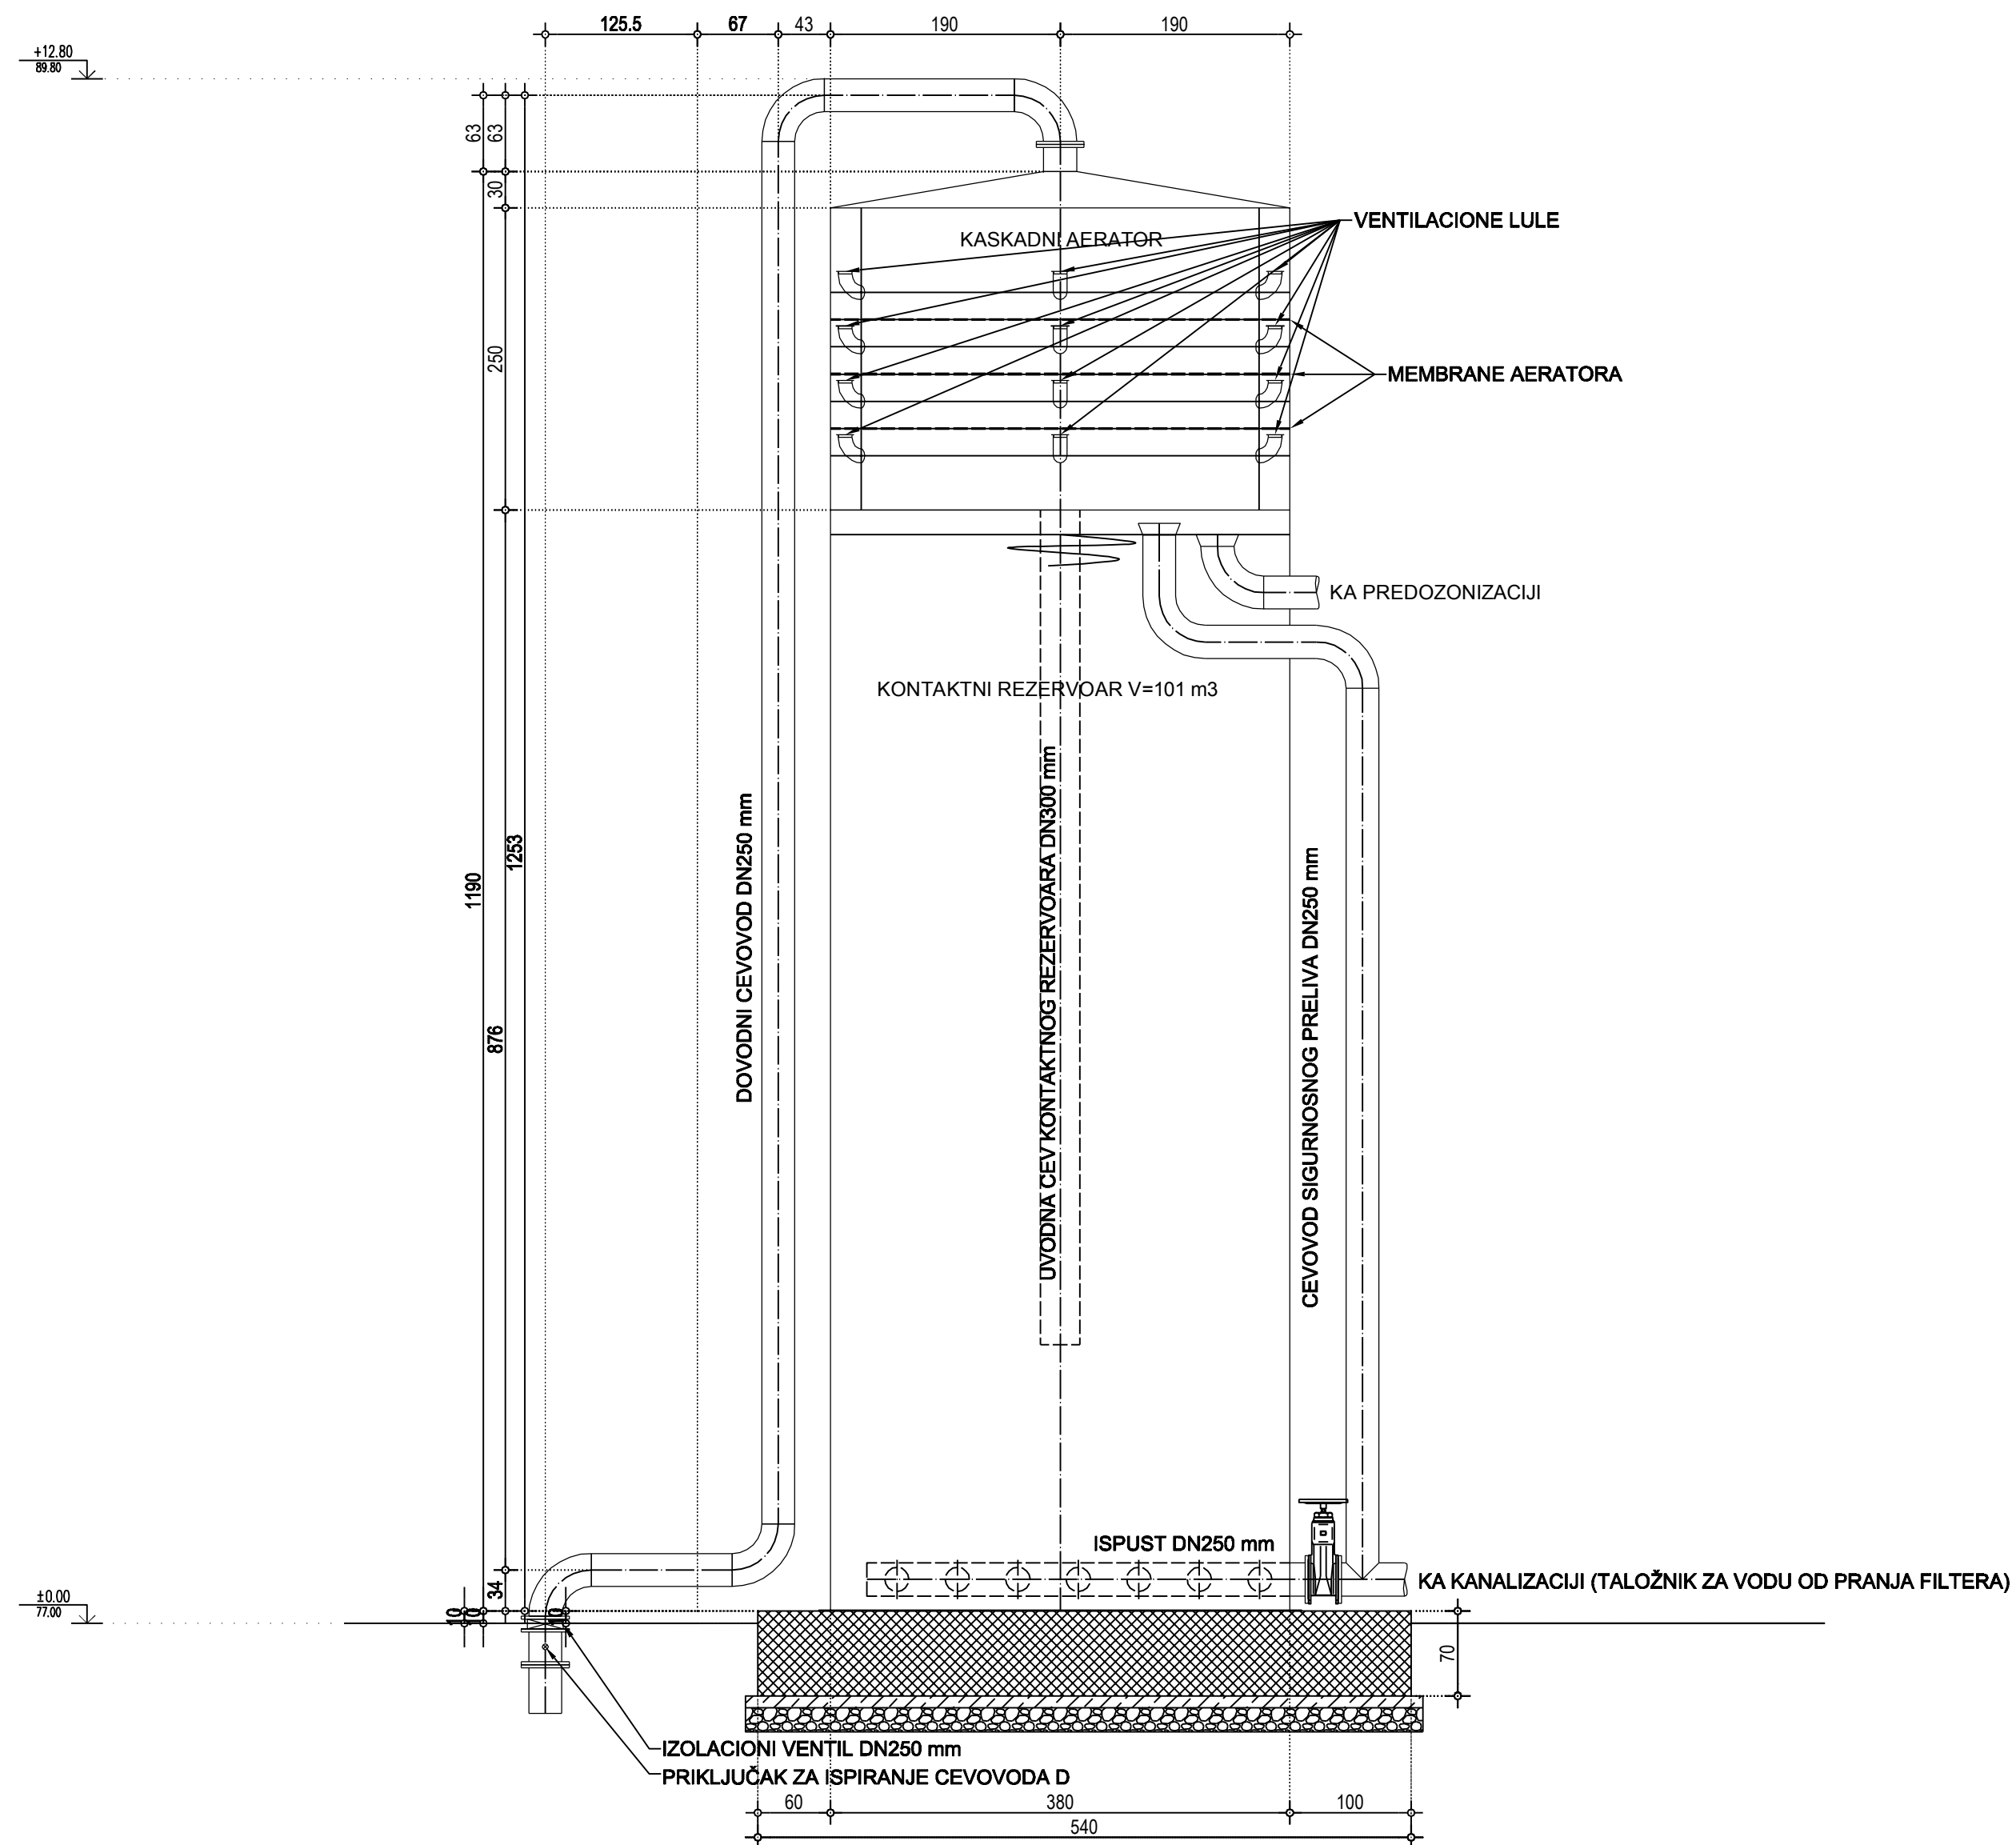 125.5 67 43 190 190
+12.80
89.80
63 63
30
KASKADNI AERATOR
VENTILACIONE LULE
250
MEMBRANE AERATORA
KA PREDOZONIZACIJI
KONTAKTNI REZERVOAR V=101 m3
DOVODNI CEVOVOD DN250 mm
UVODNA CEV KONTAKTNOG REZERVOARA DN300 mm
CEVOVOD SIGURNOSNOG PRELIVA DN250 mm
1253
1190
876
ISPUST DN250 mm
34
KA KANALIZACIJI (TALOŽNIK ZA VODU OD PRANJA FILTERA)
±0.00
77.00
10 10 10
70
IZOLACIONI VENTIL DN250 mm
PRIKLJUČAK ZA ISPIRANJE CEVOVODA D
60 380 100
540